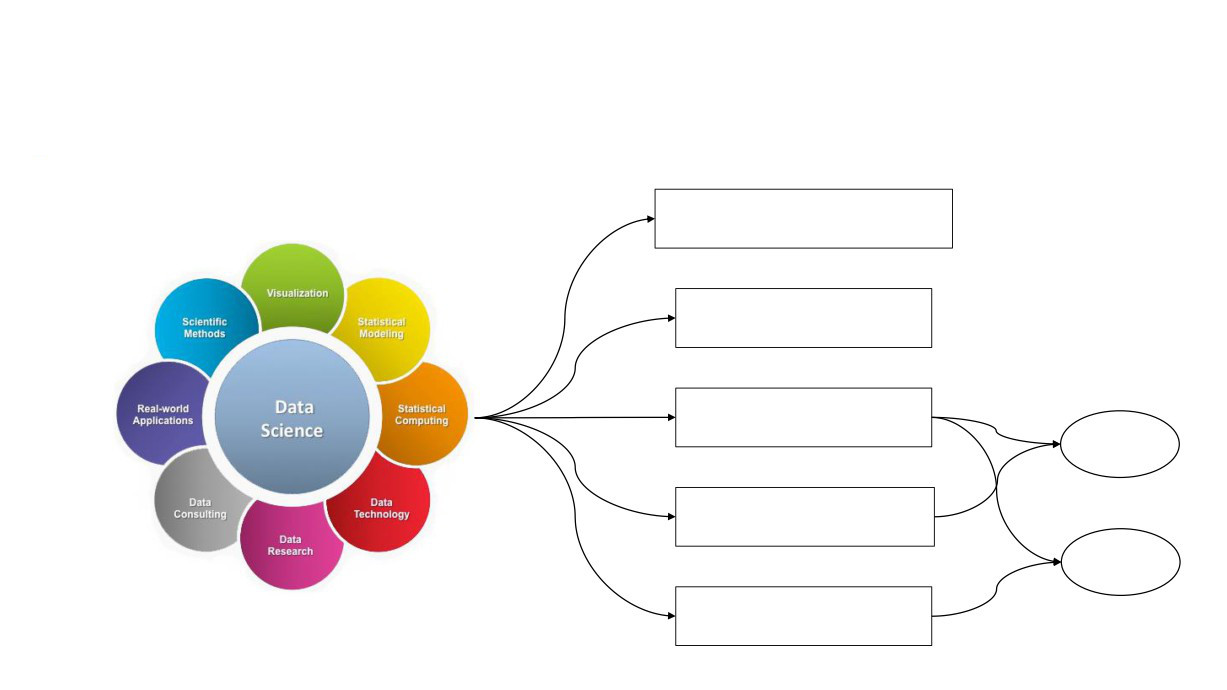 Visualization
Statistical
Modeling
Statistical
Computing
Data
Technology
Data
Research
Data
Consulting
Real-world
Applications
Scientific
Methods
Data
Science